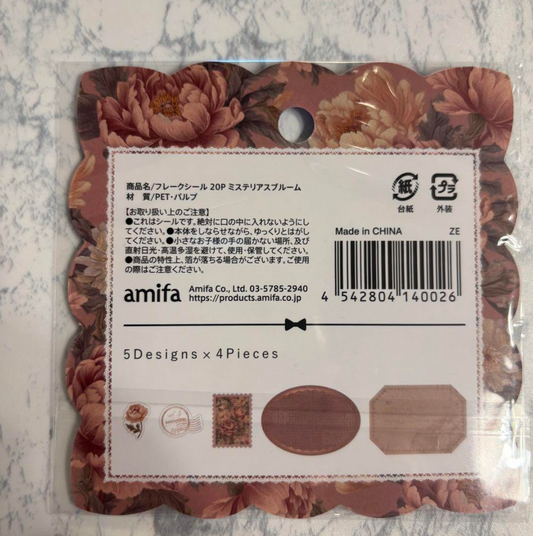 商品名/フレークシール 20P ミステリアスブルーム
材　質/PET・パルプ
【お取り扱い上のご注意】
●これはシールです。絶対に口の中に入れないようにし
てください。●本体をしならせながら、ゆっくりとはがし
てください。●小さなお子様の手の届かない場所、及び
直射日光・高温多湿を避けて、使用・保管してください。
●商品の特性上、箔が落ちる場合がございます。ご使用
の際はご注意ください。
紙
台紙
プラ
外装
Made in CHINA ZE
4 542804 140026
amifa
Amifa Co., Ltd. 03-5785-2940
https://products.amifa.co.jp
5Designs×4Pieces